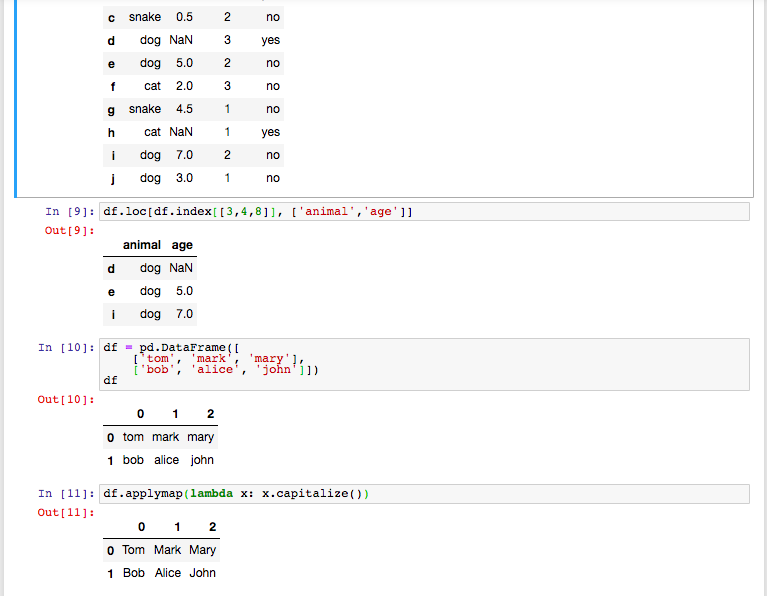 c snake 0.5 2 no
d dog NaN 3 yes
e dog 5.0 2 no
f cat 2.0 3 no
g snake 4.5 1 no
h cat NaN 1 yes
i dog 7.0 2 no
j dog 3.0 1 no
In [9]: df.loc[df.index[[3,4,8]], ['animal','age']]
Out[9]:
animal age
d dog NaN
e dog 5.0
i dog 7.0
In [10]: df = pd.DataFrame([
['tom', 'mark', 'mary'],
['bob', 'alice', 'john']])
df
Out[10]:
0 1 2
0 tom mark mary
1 bob alice john
In [11]: df.applymap(lambda x: x.capitalize())
Out[11]:
0 1 2
0 Tom Mark Mary
1 Bob Alice John